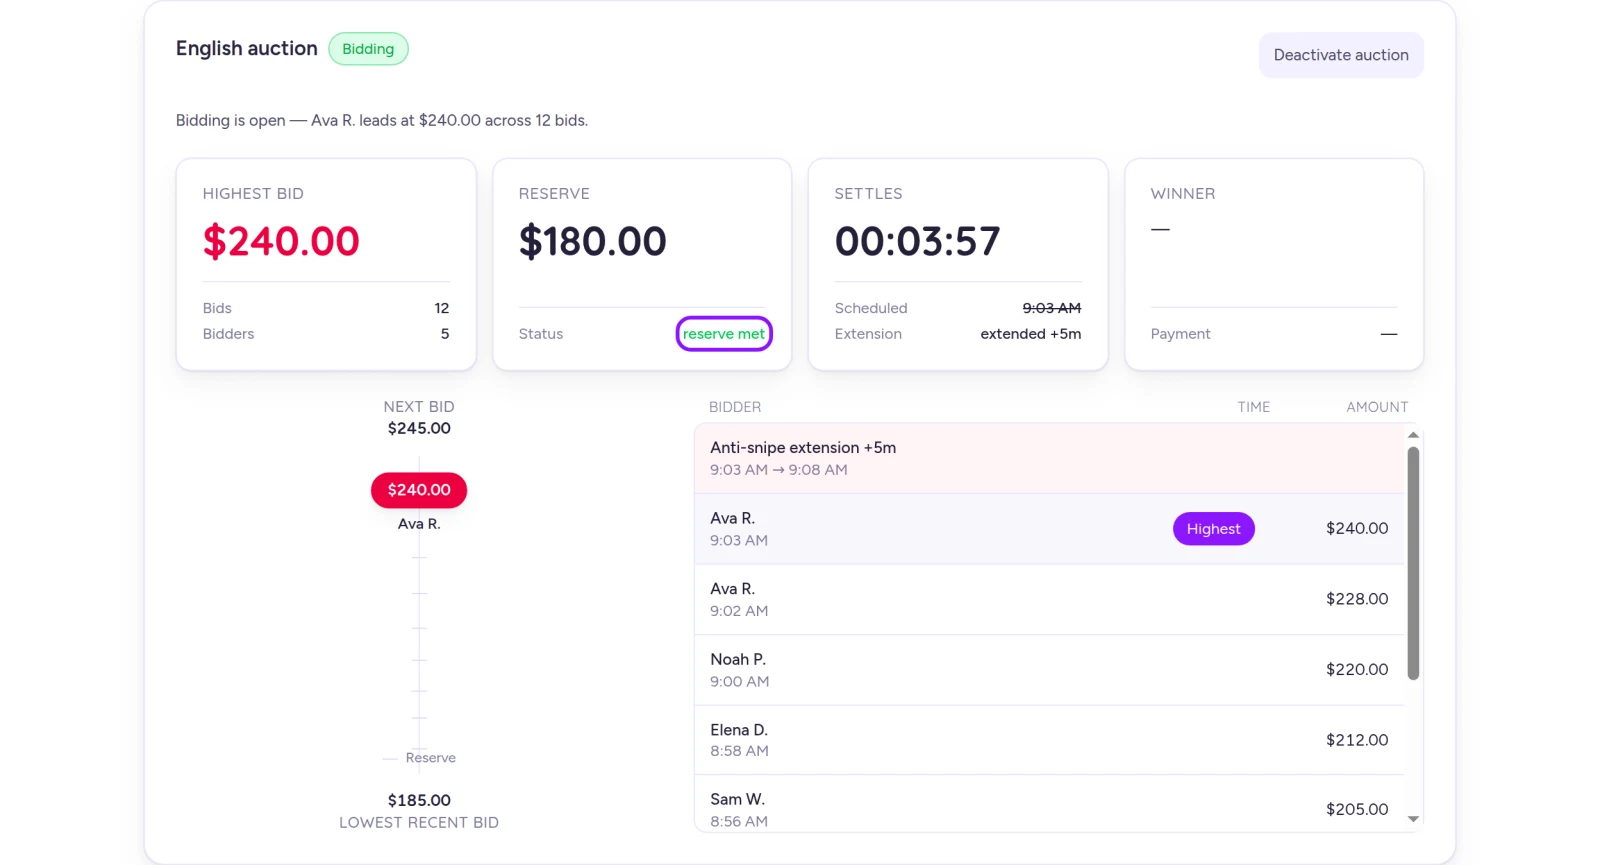 English auction
Bidding
Deactivate auction
Bidding is open — Ava R. leads at $240.00 across 12 bids.
HIGHEST BID
$240.00
Bids 12
Bidders 5
RESERVE
$180.00
Status reserve met
SETTLES
00:03:57
Scheduled 9:03 AM
Extension extended +5m
WINNER
—
Payment —
NEXT BID
$245.00
$240.00
Ava R.
Reserve
$185.00
LOWEST RECENT BID
BIDDER TIME AMOUNT
Anti-snipe extension +5m
9:03 AM → 9:08 AM
Ava R.
9:03 AM
Highest
$240.00
Ava R.
9:02 AM
$228.00
Noah P.
9:00 AM
$220.00
Elena D.
8:58 AM
$212.00
Sam W.
8:56 AM
$205.00